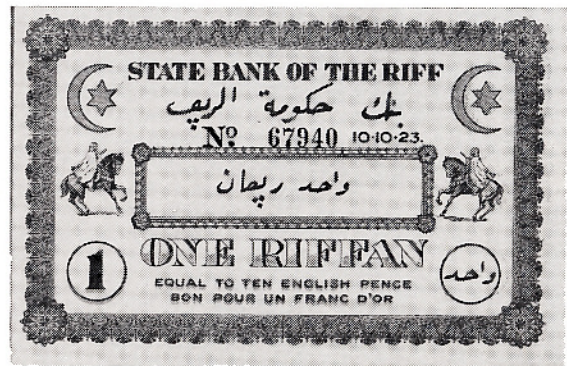 STATE BANK OF THE RIFF
بنك حكومة الريف
Nº 67940 10·10·23.
واحد ريفان
ONE RIFFAN
1
واحد
EQUAL TO TEN ENGLISH PENCE
BON POUR UN FRANC D'OR